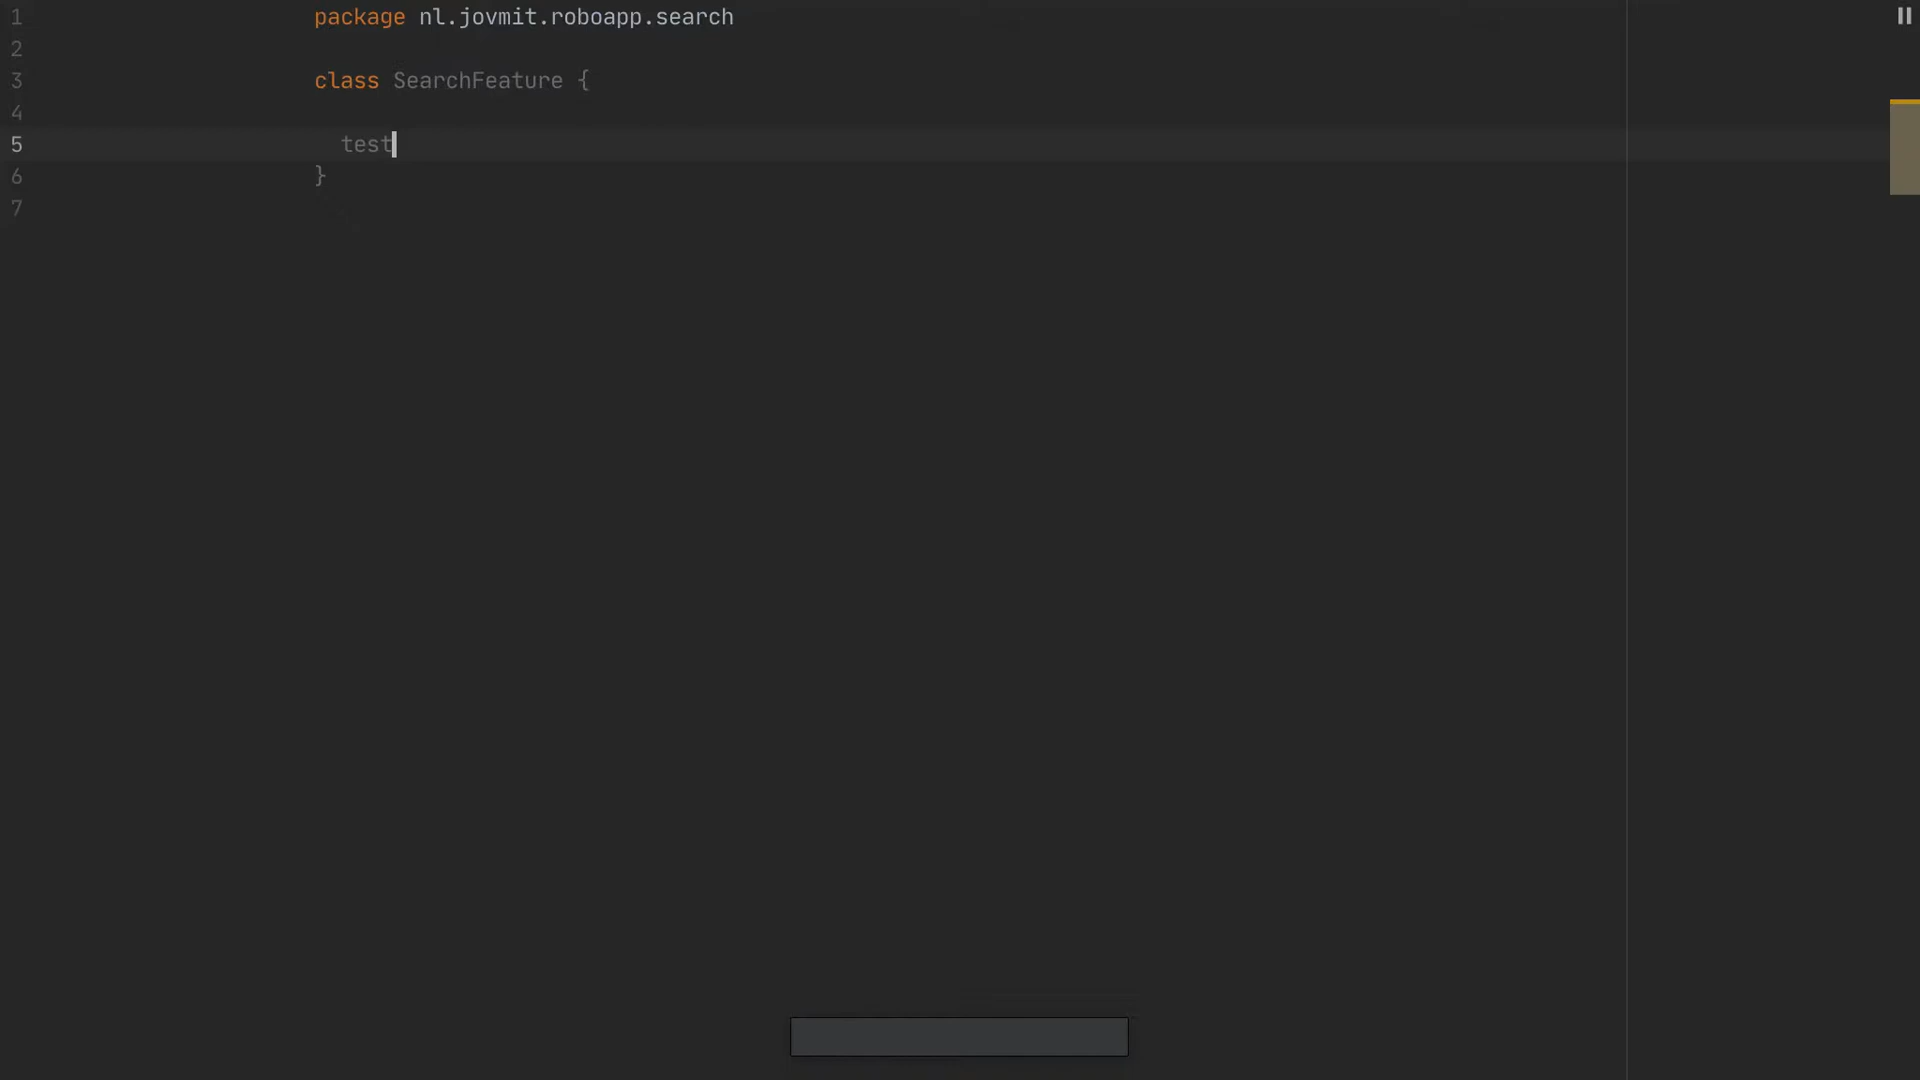 1 package nl.jovmit.roboapp.search
2
3 class SearchFeature {
4
5   test
6 }
7